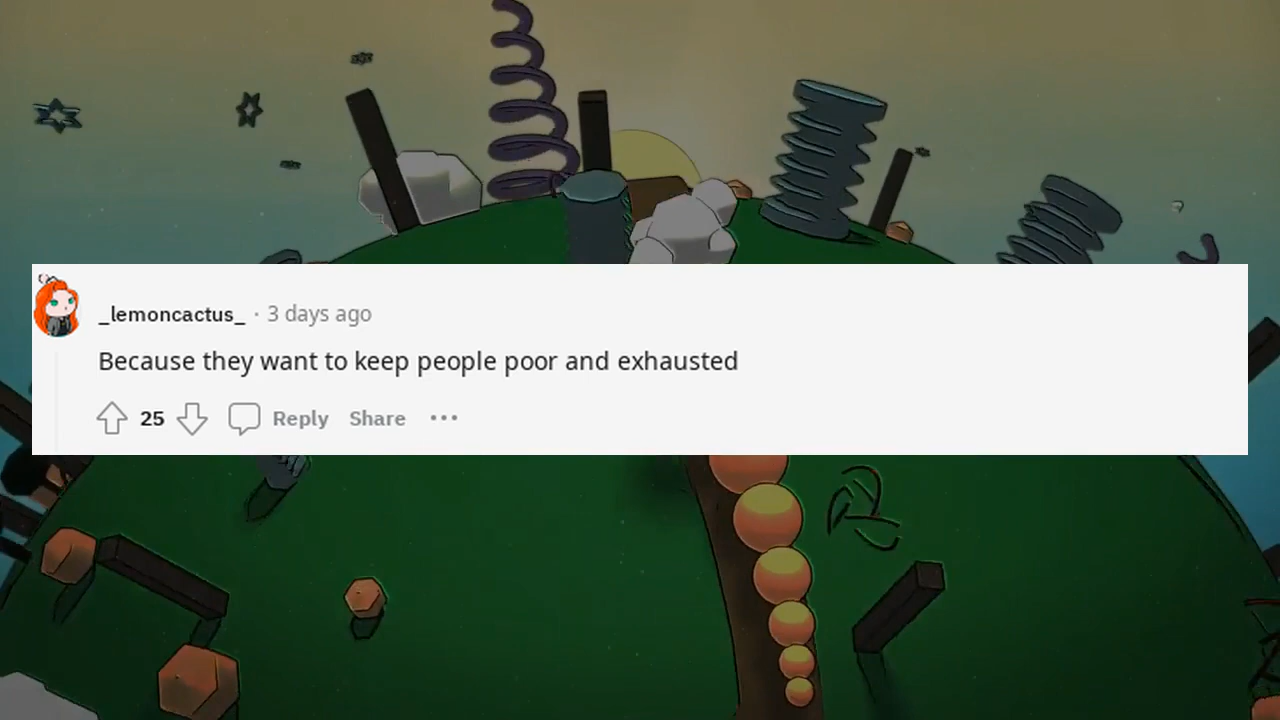 _lemoncactus_ · 3 days ago
Because they want to keep people poor and exhausted
25 Reply Share •••